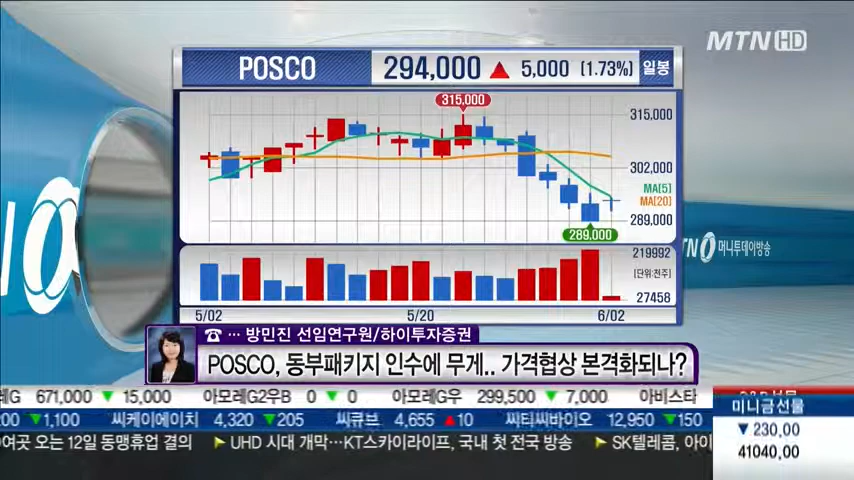 MTN HD
POSCO 294,000 ▲ 5,000 (1.73%) 일봉
315,000
315,000
302,000
MA[5]
MA[20]
289,000
289,000
219992
[단위:천주]
27458
5/02 5/20 6/02
머니투데이방송
☎ … 방민진 선임연구원/하이투자증권
POSCO, 동부패키지 인수에 무게.. 가격협상 본격화되나?
레G 671,000 ▼ 15,000 아모레G2우B 0 ▼ 0 아모레G우 299,500 ▼ 7,000 아비스타
▼1,100 씨케이에이치 4,320 ▼205 씨큐브 4,655 ▲10 씨티씨바이오 12,950 ▼150
여곳 오는 12일 동맹휴업 결의 ▶ UHD 시대 개막…KT스카이라이프, 국내 첫 전국 방송 ▶ SK텔레콤, 아이
미니금선물
▼ 230,00
41040,00